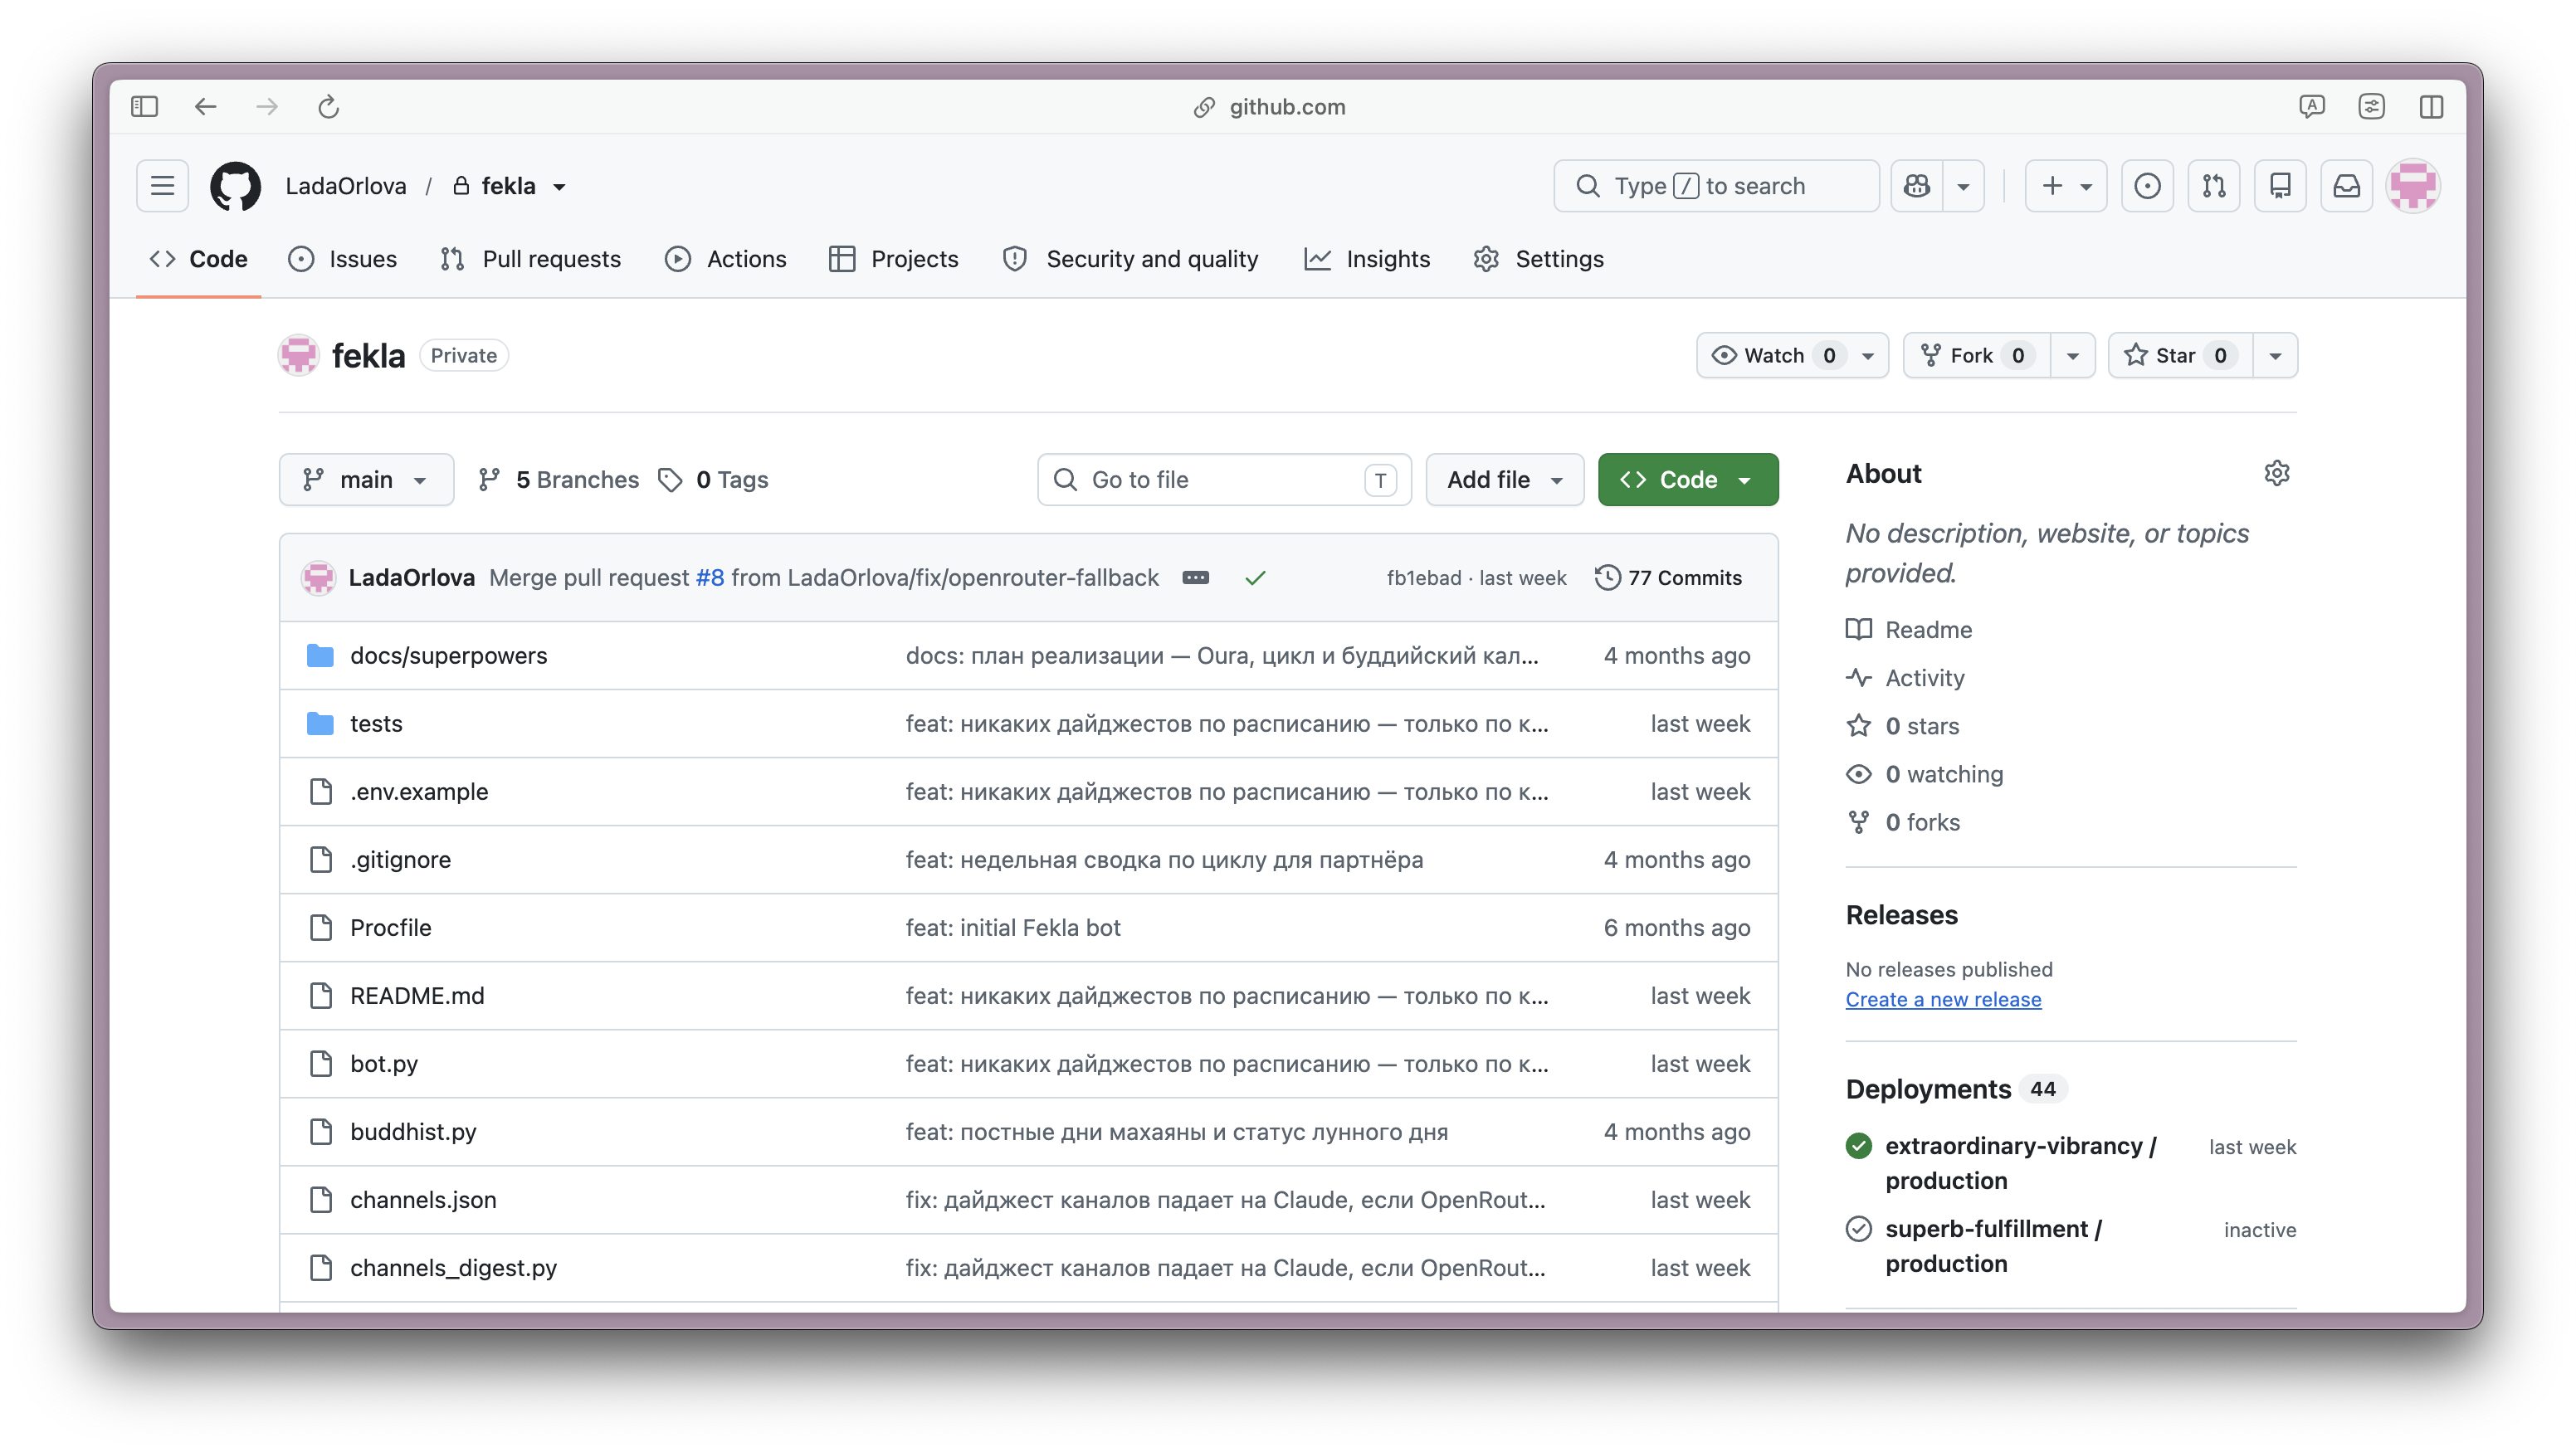 github.com
LadaOrlova / fekla
Type / to search
Code Issues Pull requests Actions Projects Security and quality Insights Settings
fekla Private
Watch 0 Fork 0 Star 0
main 5 Branches 0 Tags
Go to file T Add file Code
LadaOrlova Merge pull request #8 from LadaOrlova/fix/openrouter-fallback fb1ebad · last week 77 Commits
docs/superpowers docs: план реализации — Oura, цикл и буддийский кал... 4 months ago
tests feat: никаких дайджестов по расписанию — только по к... last week
.env.example feat: никаких дайджестов по расписанию — только по к... last week
.gitignore feat: недельная сводка по циклу для партнёра 4 months ago
Procfile feat: initial Fekla bot 6 months ago
README.md feat: никаких дайджестов по расписанию — только по к... last week
bot.py feat: никаких дайджестов по расписанию — только по к... last week
buddhist.py feat: постные дни махаяны и статус лунного дня 4 months ago
channels.json fix: дайджест каналов падает на Claude, если OpenRout... last week
channels_digest.py fix: дайджест каналов падает на Claude, если OpenRout... last week
About
No description, website, or topics
provided.
Readme
Activity
0 stars
0 watching
0 forks
Releases
No releases published
Create a new release
Deployments 44
extraordinary-vibrancy / last week
production
superb-fulfillment / inactive
production